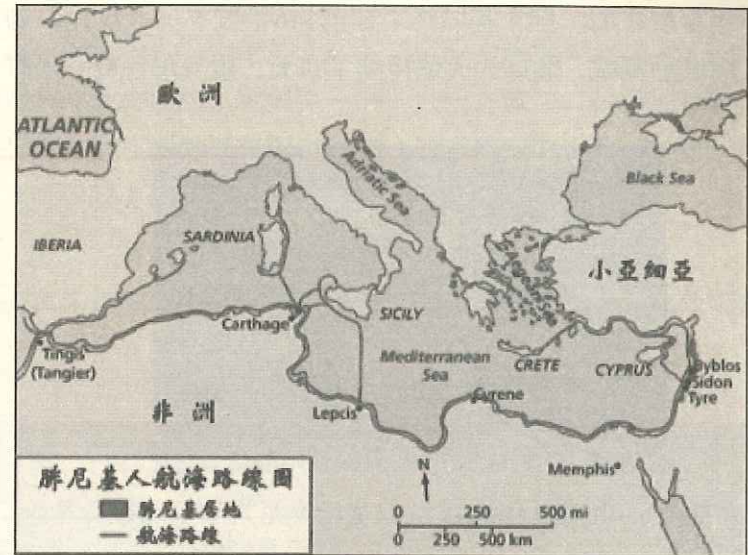 歐洲
ATLANTIC
OCEAN
Adriatic Sea
Black Sea
IBERIA
SARDINIA
Aegean Sea
小亞細亞
Carthage
SICILY
Tingis
(Tangier)
Mediterranean
Sea
CRETE
CYPRUS
Byblos
Sidon
Tyre
非洲
Lepcis
Cyrene
N
Memphis
腓尼基人航海路線圖
腓尼基居地
航海路線
0 250 500 mi
0 250 500 km